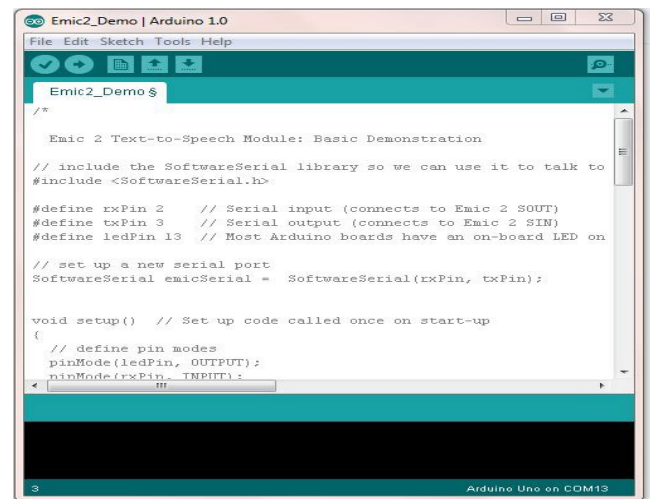 Emic2_Demo | Arduino 1.0
File Edit Sketch Tools Help
Emic2_Demo §
/*
Emic 2 Text-to-Speech Module: Basic Demonstration
// include the SoftwareSerial library so we can use it to talk to
#include <SoftwareSerial.h>
#define rxPin 2 // Serial input (connects to Emic 2 SOUT)
#define txPin 3 // Serial output (connects to Emic 2 SIN)
#define ledPin 13 // Most Arduino boards have an on-board LED on
// set up a new serial port
SoftwareSerial emicSerial = SoftwareSerial(rxPin, txPin);
void setup() // Set up code called once on start-up
{
// define pin modes
pinMode(ledPin, OUTPUT);
pinMode(rxPin, INPUT);
3
Arduino Uno on COM13